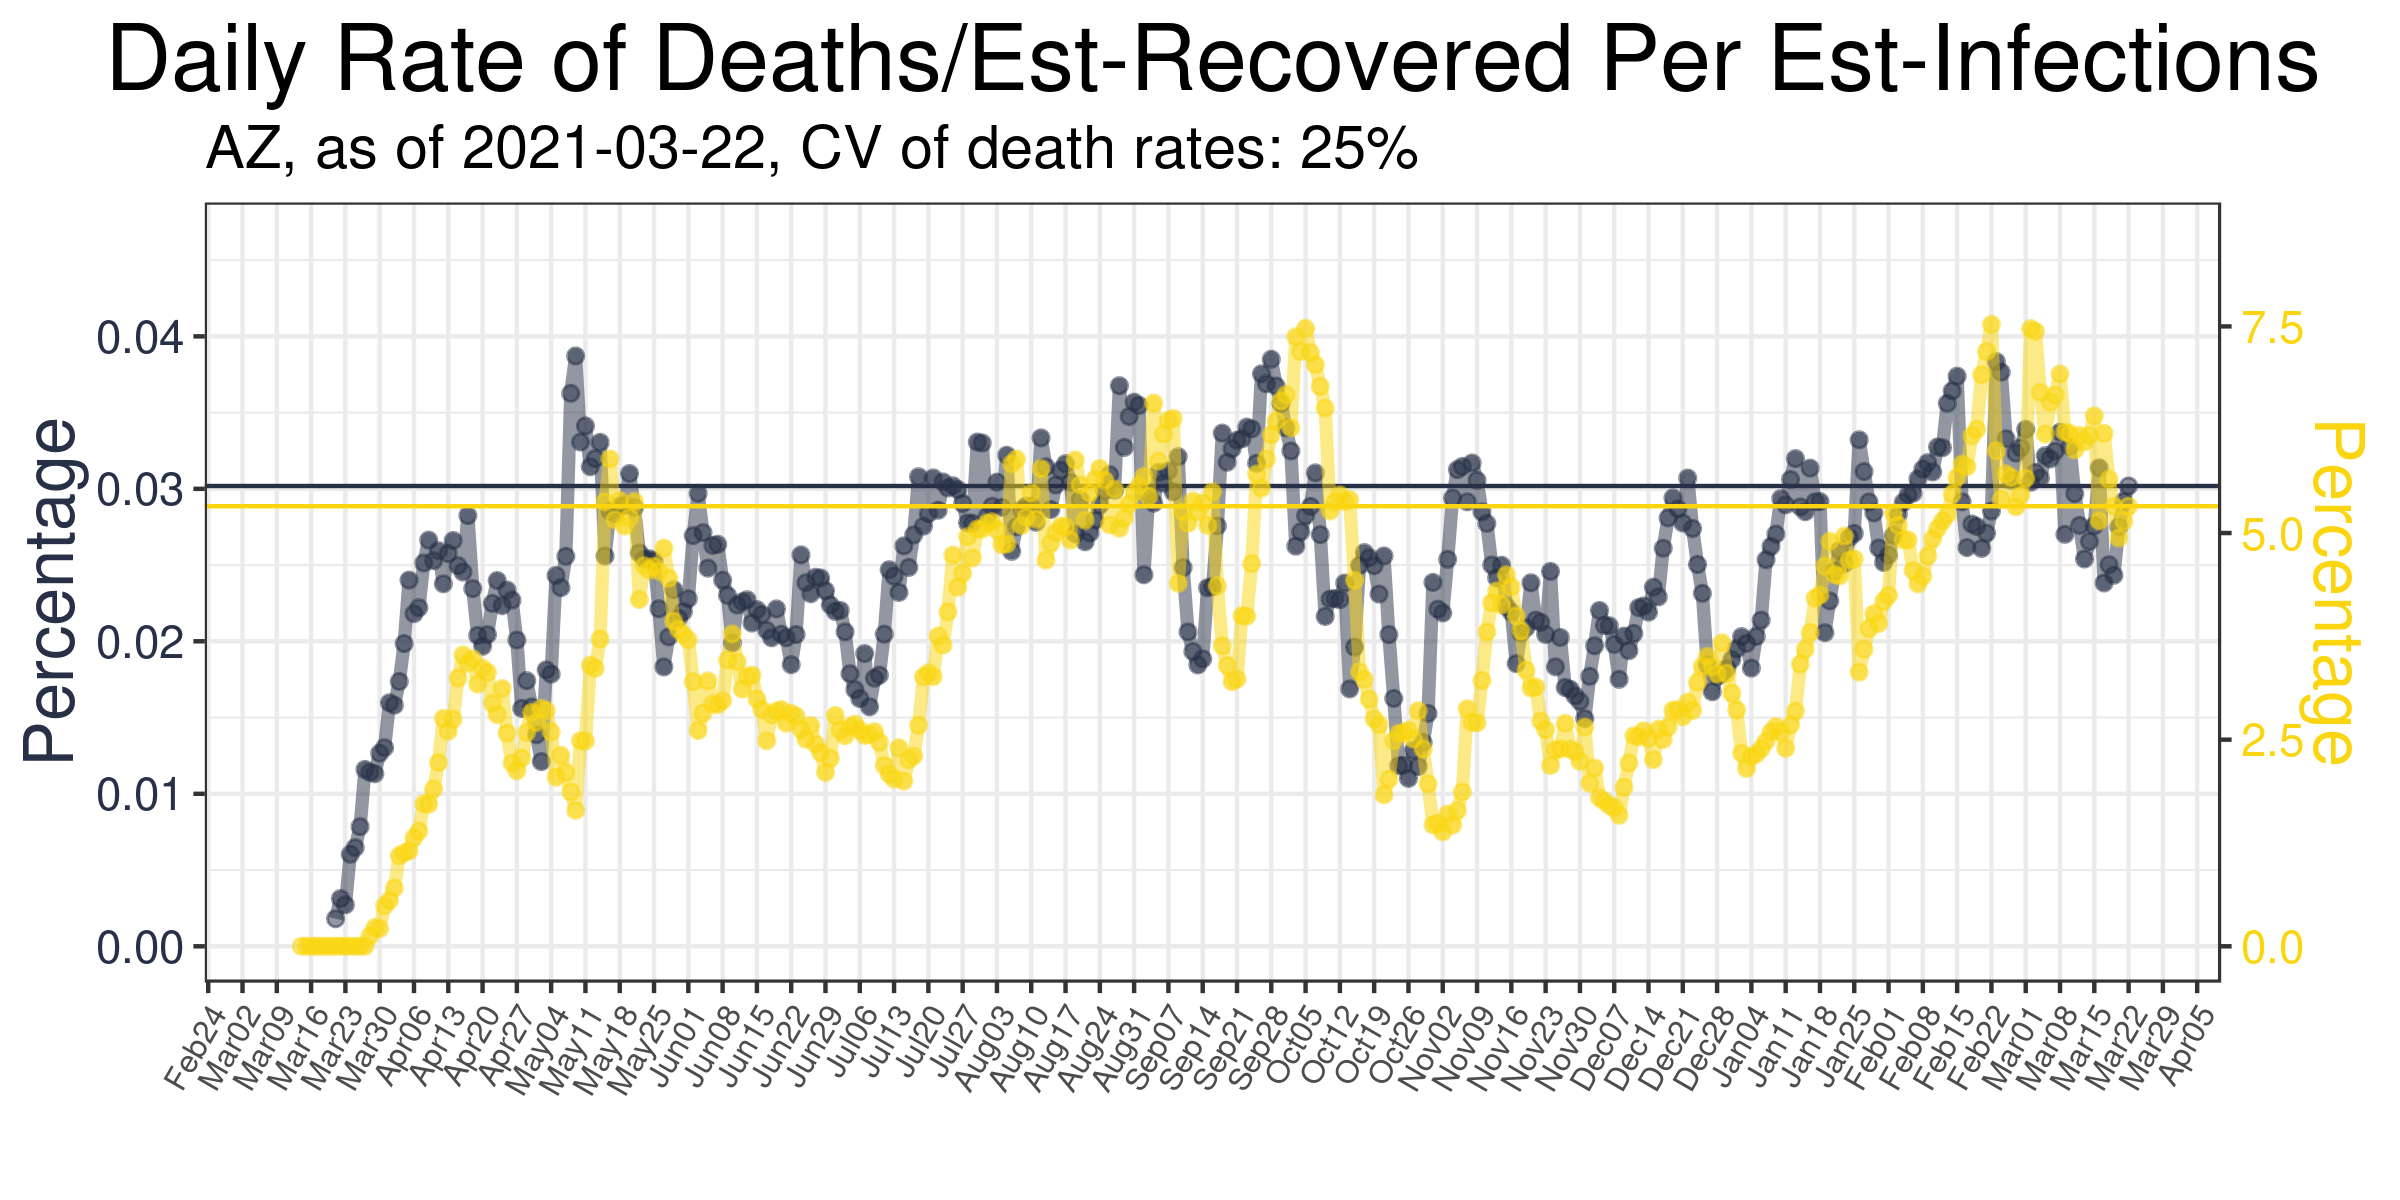 Daily Rate of Deaths/Est-Recovered Per Est-Infections
AZ, as of 2021-03-22, CV of death rates: 25%
Percentage
0.04
0.03
0.02
0.01
0.00
7.5
5.0
2.5
0.0
Percentage
Feb24
Mar02
Mar09
Mar16
Mar23
Mar30
Apr06
Apr13
Apr20
Apr27
May04
May11
May18
May25
Jun01
Jun08
Jun15
Jun22
Jun29
Jul06
Jul13
Jul20
Jul27
Aug03
Aug10
Aug17
Aug24
Aug31
Sep07
Sep14
Sep21
Sep28
Oct05
Oct12
Oct19
Oct26
Nov02
Nov09
Nov16
Nov23
Nov30
Dec07
Dec14
Dec21
Dec28
Jan04
Jan11
Jan18
Jan25
Feb01
Feb08
Feb15
Feb22
Mar01
Mar08
Mar15
Mar22
Mar29
Apr05